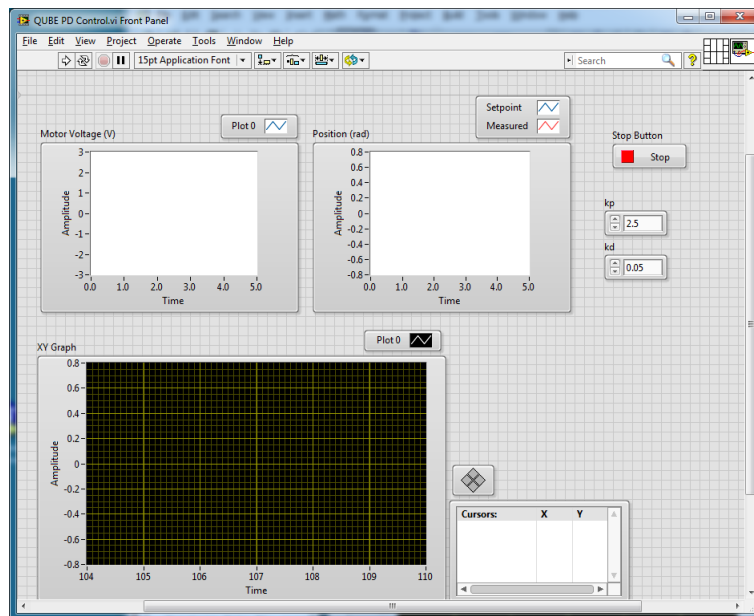 QUBE PD Control.vi Front Panel
File Edit View Project Operate Tools Window Help
15pt Application Font
Search
?
Setpoint
Measured
Plot 0
Motor Voltage (V)
Position (rad)
Stop Button
Stop
3
2
1
0
-1
-2
-3
Amplitude
0.0 1.0 2.0 3.0 4.0 5.0
Time
0.8
0.6
0.4
0.2
0
-0.2
-0.4
-0.6
-0.8
Amplitude
0.0 1.0 2.0 3.0 4.0 5.0
Time
kp
2.5
kd
0.05
Plot 0
XY Graph
0.8
0.6
0.4
0.2
0
-0.2
-0.4
-0.6
-0.8
Amplitude
104 105 106 107 108 109 110
Time
Cursors: X Y